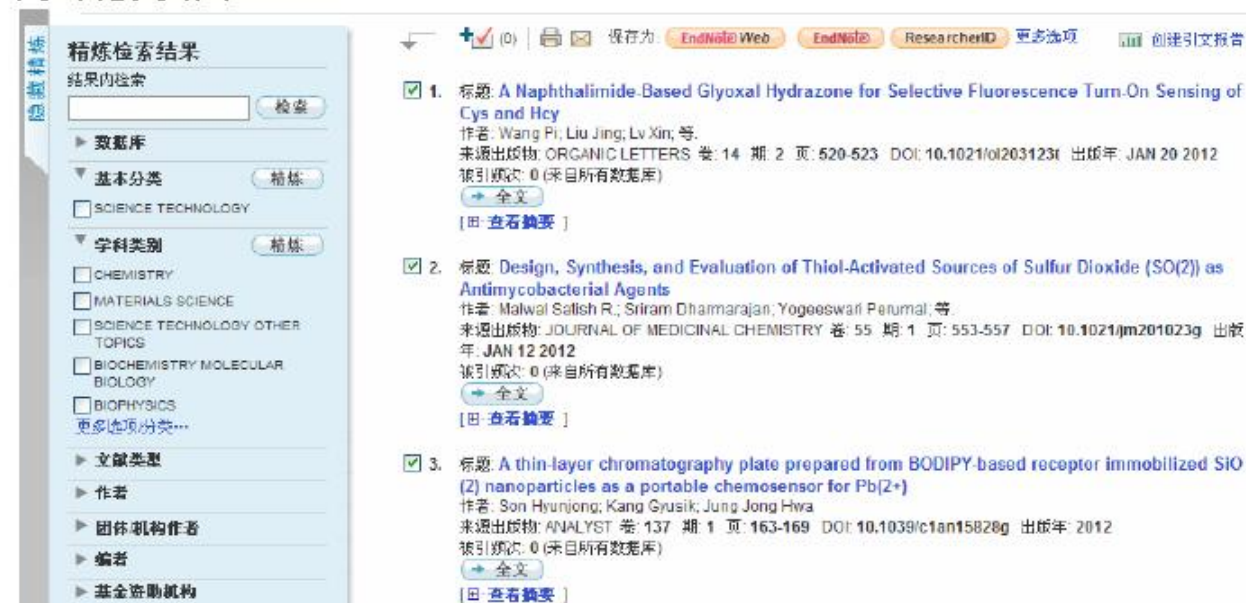 隐藏精炼
精炼检索结果
结果内检索
检索
数据库
基本分类 精炼
SCIENCE TECHNOLOGY
学科类别 精炼
CHEMISTRY
MATERIALS SCIENCE
SCIENCE TECHNOLOGY OTHER
TOPICS
BIOCHEMISTRY MOLECULAR
BIOLOGY
BIOPHYSICS
更多选项/分类...
文献类型
作者
团体/机构作者
编者
基金资助机构
(0) | 保存为: EndNote Web EndNote ResearcherID 更多选项 创建引文报告
1. 标题: A Naphthalimide-Based Glyoxal Hydrazone for Selective Fluorescence Turn-On Sensing of
Cys and Hcy
作者: Wang Pi; Liu Jing; Lv Xin; 等.
来源出版物: ORGANIC LETTERS 卷: 14 期: 2 页: 520-523 DOI: 10.1021/ol203123t 出版年: JAN 20 2012
被引频次: 0 (来自所有数据库)
全文
[ 查看摘要 ]
2. 标题: Design, Synthesis, and Evaluation of Thiol-Activated Sources of Sulfur Dioxide (SO(2)) as
Antimycobacterial Agents
作者: Malwal Satish R.; Sriram Dharmarajan; Yogeeswari Perumal; 等.
来源出版物: JOURNAL OF MEDICINAL CHEMISTRY 卷: 55 期: 1 页: 553-557 DOI: 10.1021/jm201023g 出版
年: JAN 12 2012
被引频次: 0 (来自所有数据库)
全文
[ 查看摘要 ]
3. 标题: A thin-layer chromatography plate prepared from BODIPY-based receptor immobilized SiO
(2) nanoparticles as a portable chemosensor for Pb(2+)
作者: Son Hyunjong; Kang Gyusik; Jung Jong Hwa
来源出版物: ANALYST 卷: 137 期: 1 页: 163-169 DOI: 10.1039/c1an15828g 出版年: 2012
被引频次: 0 (来自所有数据库)
全文
[ 查看摘要 ]